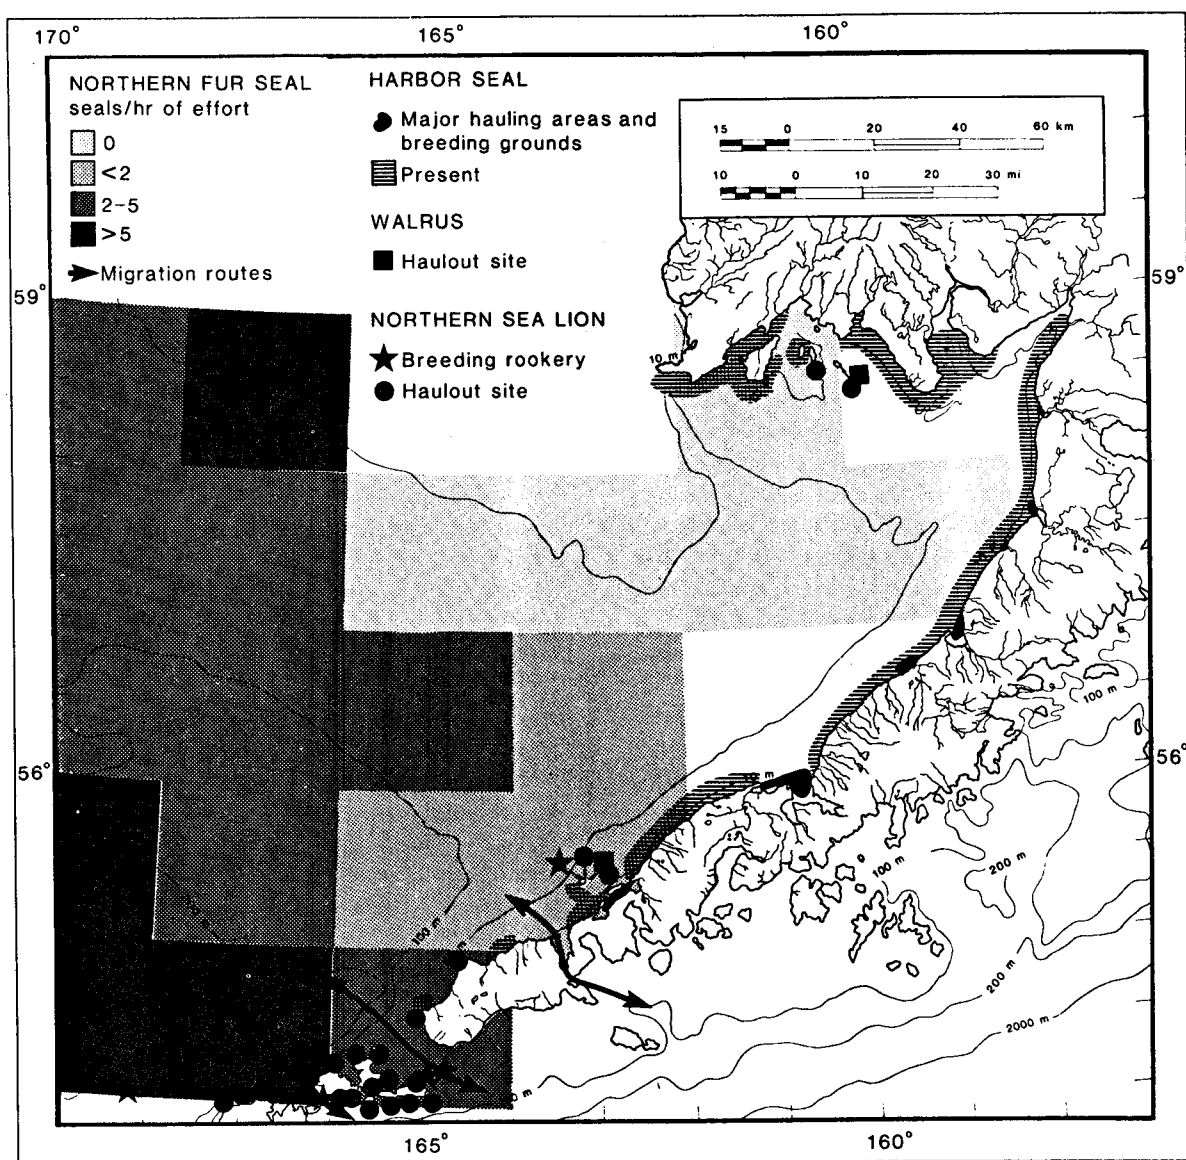 170°
165°
160°
NORTHERN FUR SEAL
seals/hr of effort
0
<2
2-5
>5
Migration routes
HARBOR SEAL
Major hauling areas and
breeding grounds
Present
WALRUS
Haulout site
NORTHERN SEA LION
Breeding rookery
Haulout site
15 0 20 40 60 km
10 0 10 20 30 mi
59°
59°
10 m
100 m
56°
56°
100 m
200 m
100 m
200 m
2000 m
165°
160°